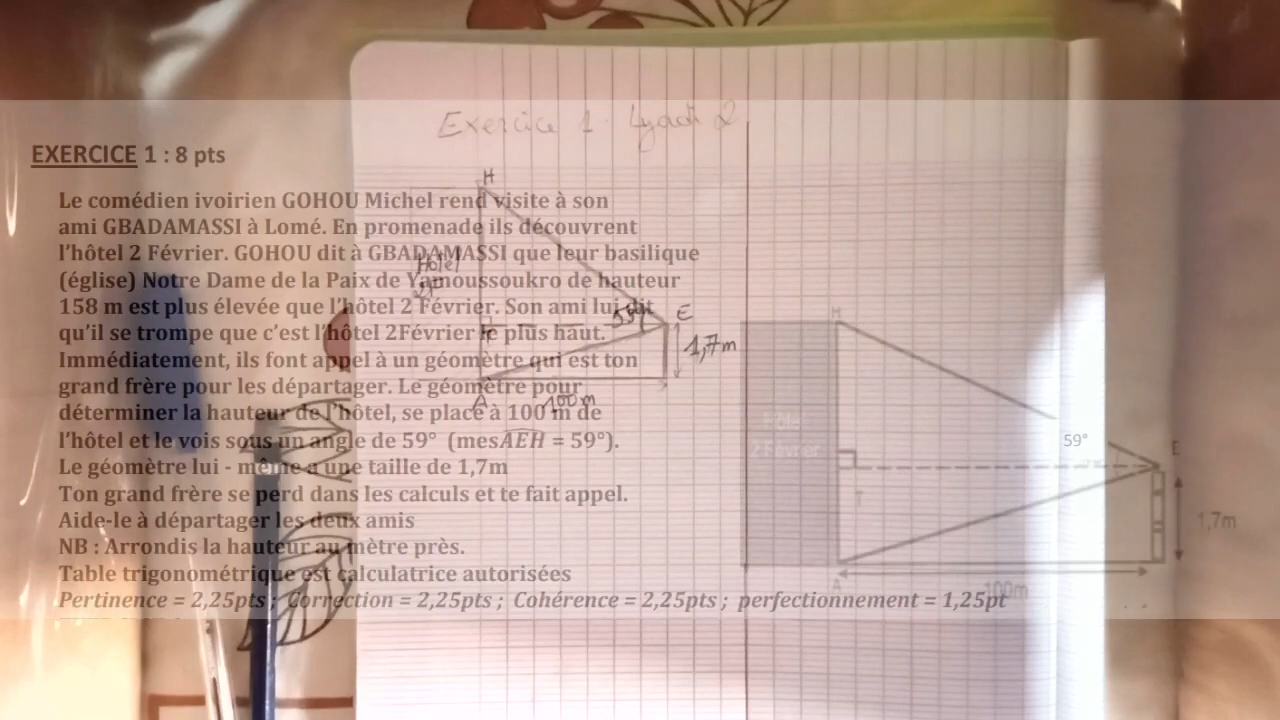 Exercice 1 Lyadi 2
EXERCICE 1 : 8 pts
Le comédien ivoirien GOHOU Michel rend visite à son
ami GBADAMASSI à Lomé. En promenade ils découvrent
l’hôtel 2 Février. GOHOU dit à GBADAMASSI que leur basilique
(église) Notre Dame de la Paix de Yamoussoukro de hauteur
158 m est plus élevée que l’hôtel 2 Février. Son ami lui dit
qu’il se trompe que c’est l’hôtel 2Février le plus haut.
Immédiatement, ils font appel à un géomètre qui est ton
grand frère pour les départager. Le géomètre pour
déterminer la hauteur de l’hôtel, se place à 100 m de
l’hôtel et le vois sous un angle de 59° (mesAEH = 59°).
Le géomètre lui - même a une taille de 1,7m
Ton grand frère se perd dans les calculs et te fait appel.
Aide-le à départager les deux amis
NB : Arrondis la hauteur au mètre près.
Table trigonométrique est calculatrice autorisées
Pertinence = 2,25pts ; Correction = 2,25pts ; Cohérence = 2,25pts ; perfectionnement = 1,25pt
H
Hôtel
59°
E
1,7m
A
100m
H
Hôtel
2 Février
59°
E
1,7m
A
100m